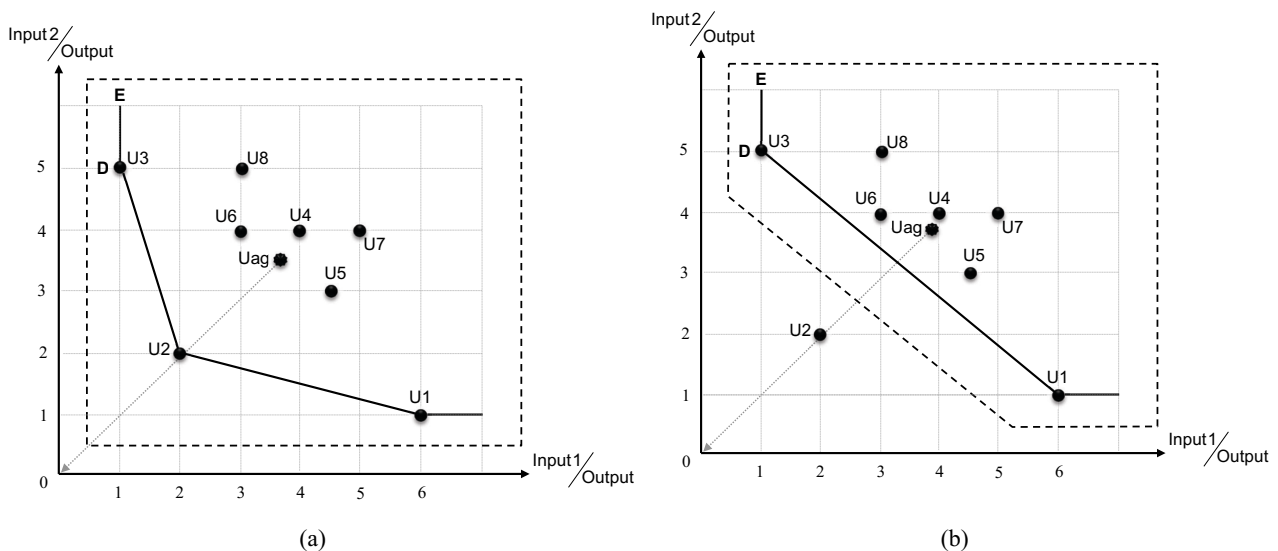 Input2/Output
E
D
U3
U8
5
U6
U4
U7
4
Uag
U5
3
U2
2
U1
1
0
1 2 3 4 5 6
Input1/Output
(a)
Input2/Output
E
D
U3
U8
5
U6
U4
U7
4
Uag
U5
3
U2
2
U1
1
0
1 2 3 4 5 6
Input1/Output
(b)